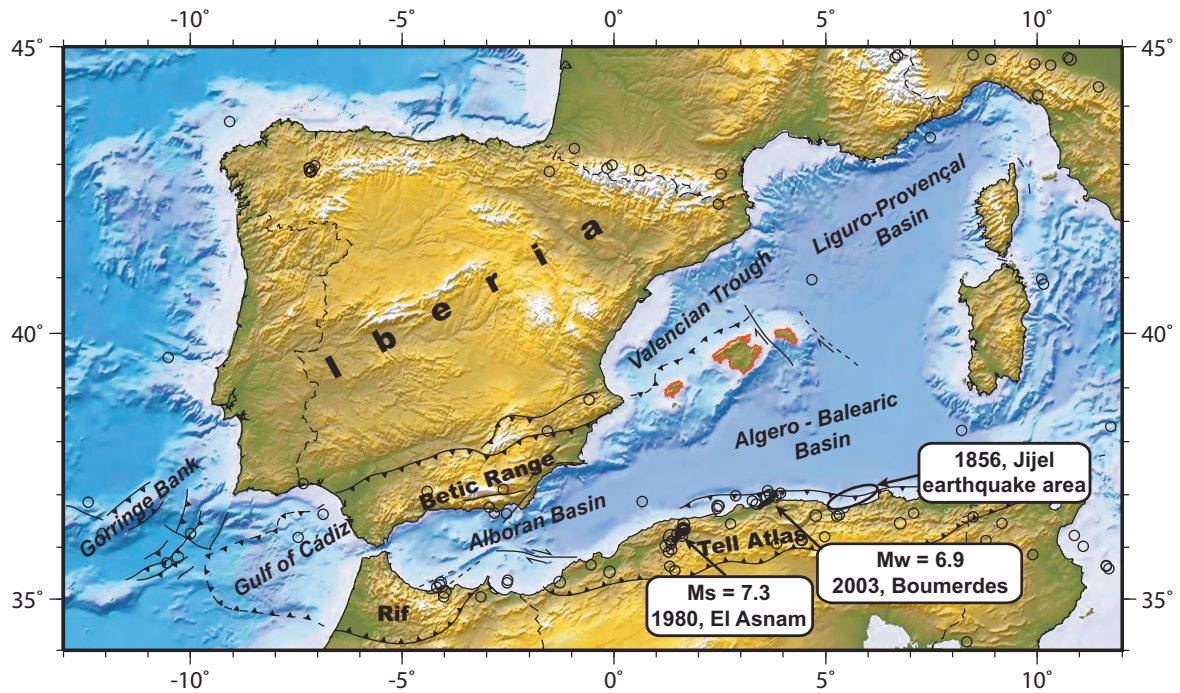 -10° -5° 0° 5° 10°
45° 45°
40° 40°
35° 35°
Liguro-Provençal
Basin
Iberia
Valencian Trough
Algero - Balearic
Basin
Betic Range
1856, Jijel
earthquake area
Gorringe Bank
Gulf of Cádiz
Alboran Basin
Tell Atlas
Mw = 6.9
2003, Boumerdes
Ms = 7.3
1980, El Asnam
Rif
-10° -5° 0° 5° 10°